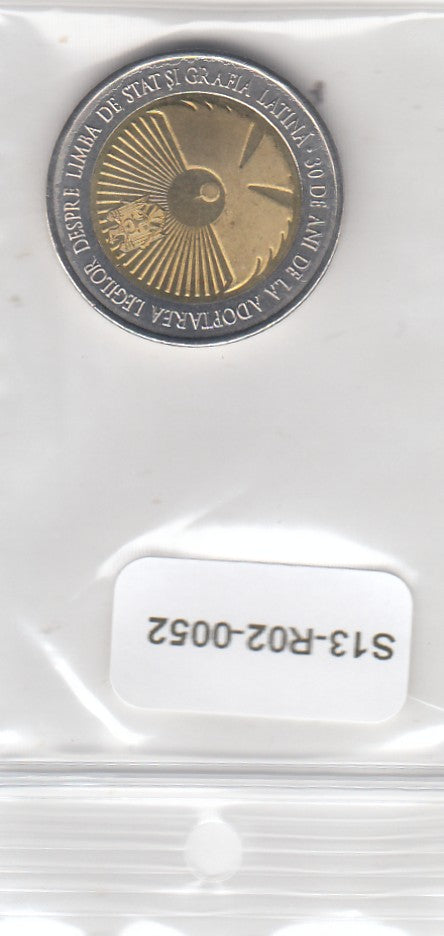 30 DE ANI DE LA ADOPTAREA LEGILOR DESPRE LIMBA DE STAT ȘI GRAFIA LATINĂ •
S13-R02-0052